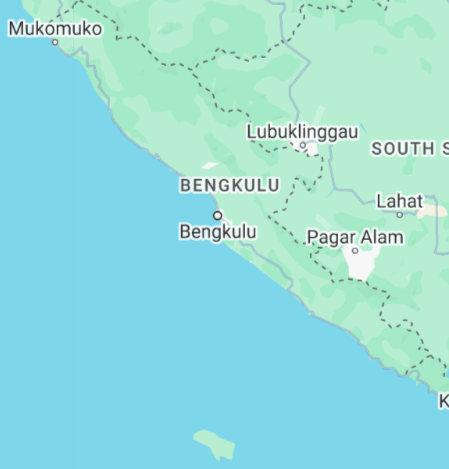 Mukomuko
Lubuklinggau
SOUTH S
BENGKULU
Lahat
Bengkulu
Pagar Alam
K